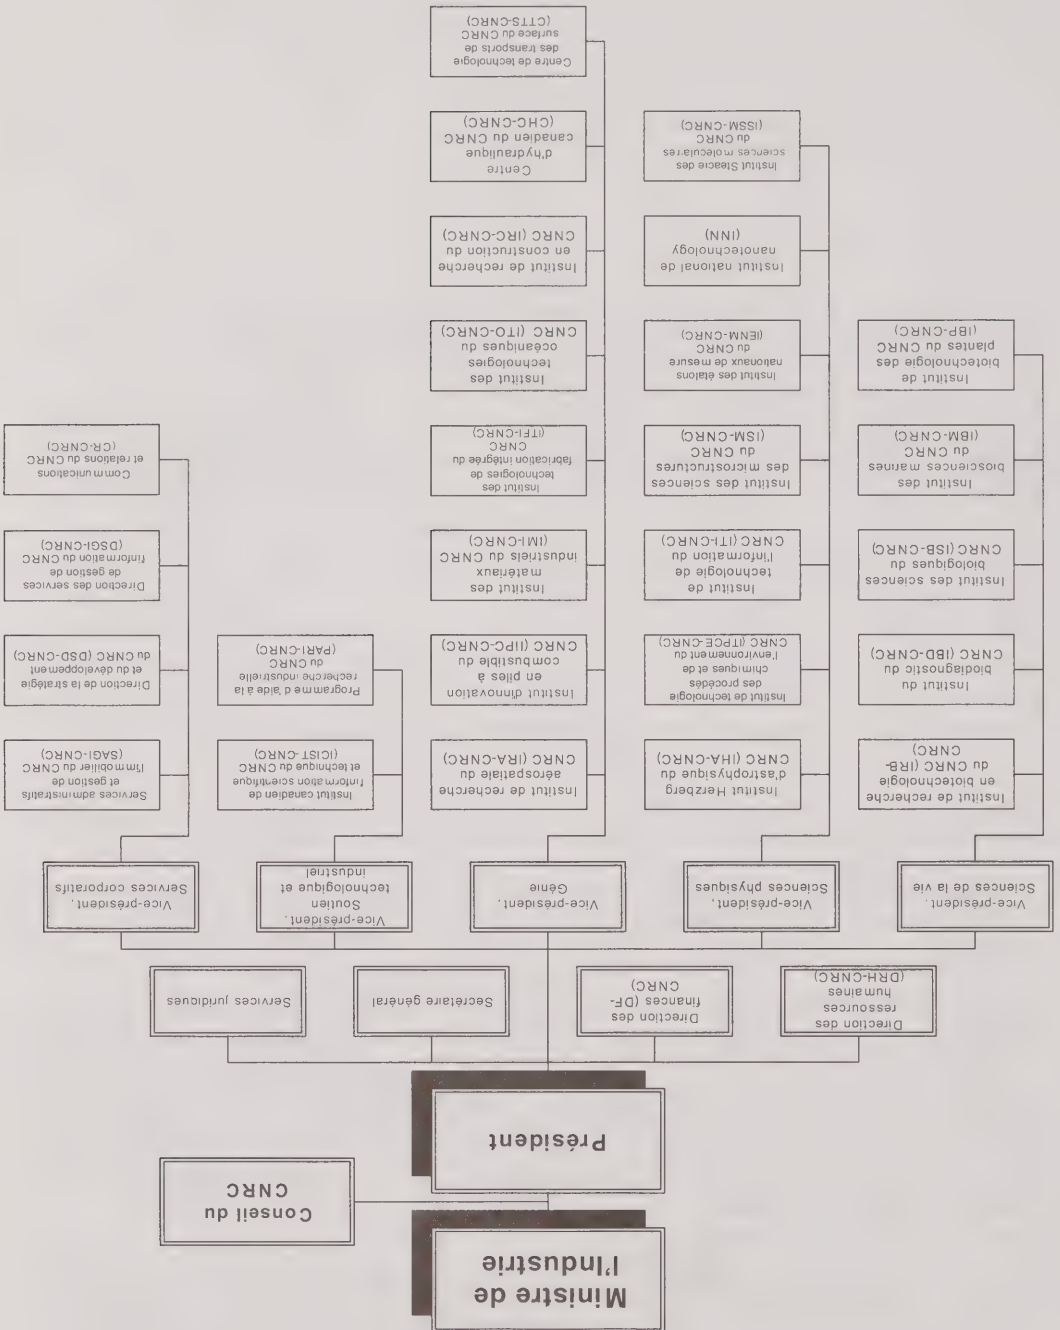 Ministre de
l'Industrie
Conseil du
CNRC
Président
Direction des
ressources
humaines
(DRH-CNRC)
Direction des
finances (DF-
CNRC)
Secrétaire général
Services juridiques
Vice-président,
Sciences de la vie
Vice-président,
Sciences physiques
Vice-président,
Génie
Vice-président,
Soutien
technologique et
industriel
Vice-président,
Services corporatifs
Institut de recherche
en biotechnologie
du CNRC (IRB-
CNRC)
Institut du
biodiagnostic du
CNRC (IBD-CNRC)
Institut des sciences
biologiques du
CNRC (ISB-CNRC)
Institut des
biosciences marines
du CNRC
(IBM-CNRC)
Institut de
biotechnologie des
plantes du CNRC
(IBP-CNRC)
Institut Herzberg
d'astrophysique du
CNRC (IHA-CNRC)
Institut de technologie
des procédés
chimiques et de
l'environnement du
CNRC (ITPCE-CNRC)
Institut de
technologie de
l'information du
CNRC (ITI-CNRC)
Institut des sciences
des microstructures
du CNRC
(ISM-CNRC)
Institut des étalons
nationaux de mesure
du CNRC
(IENM-CNRC)
Institut national de
nanotechnology
(INN)
Institut Steacie des
sciences moléculaires
du CNRC
(ISSM-CNRC)
Institut de recherche
aérospatiale du
CNRC (IRA-CNRC)
Institut d'innovation
en piles à
combustible du
CNRC (IIPC-CNRC)
Institut des
matériaux
industriels du CNRC
(IMI-CNRC)
Institut des
technologies de
fabrication intégrée du
CNRC
(ITFI-CNRC)
Institut des
technologies
océaniques du
CNRC (ITO-CNRC)
Institut de recherche
en construction du
CNRC (IRC-CNRC)
Centre
d'hydraulique
canadien du CNRC
(CHC-CNRC)
Centre de technologie
des transports de
surface du CNRC
(CTTS-CNRC)
Institut canadien de
l'information scientifique
et technique du CNRC
(ICIST-CNRC)
Programme d'aide à la
recherche industrielle
du CNRC
(PARI-CNRC)
Services administratifs
et gestion de
l'immobilier du CNRC
(SAGI-CNRC)
Direction de la stratégie
et du développement
du CNRC (DSD-CNRC)
Direction des services
de gestion de
l'information du CNRC
(DSGI-CNRC)
Communications
et relations du CNRC
(CR-CNRC)